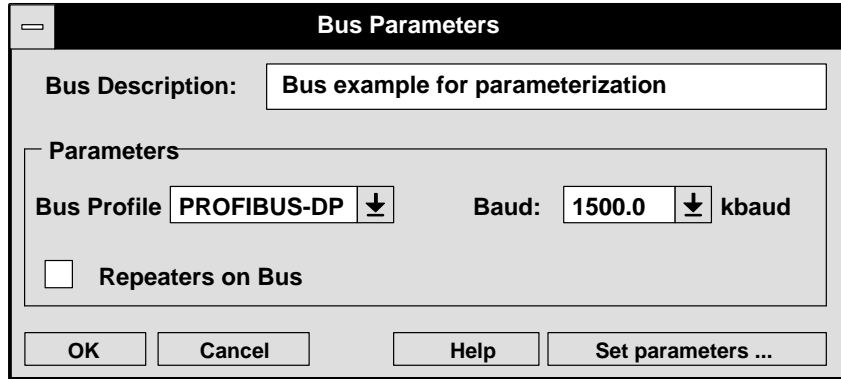 Bus Parameters
Bus Description: Bus example for parameterization
Parameters
Bus Profile PROFIBUS-DP Baud: 1500.0 kbaud
Repeaters on Bus
OK Cancel Help Set parameters ...